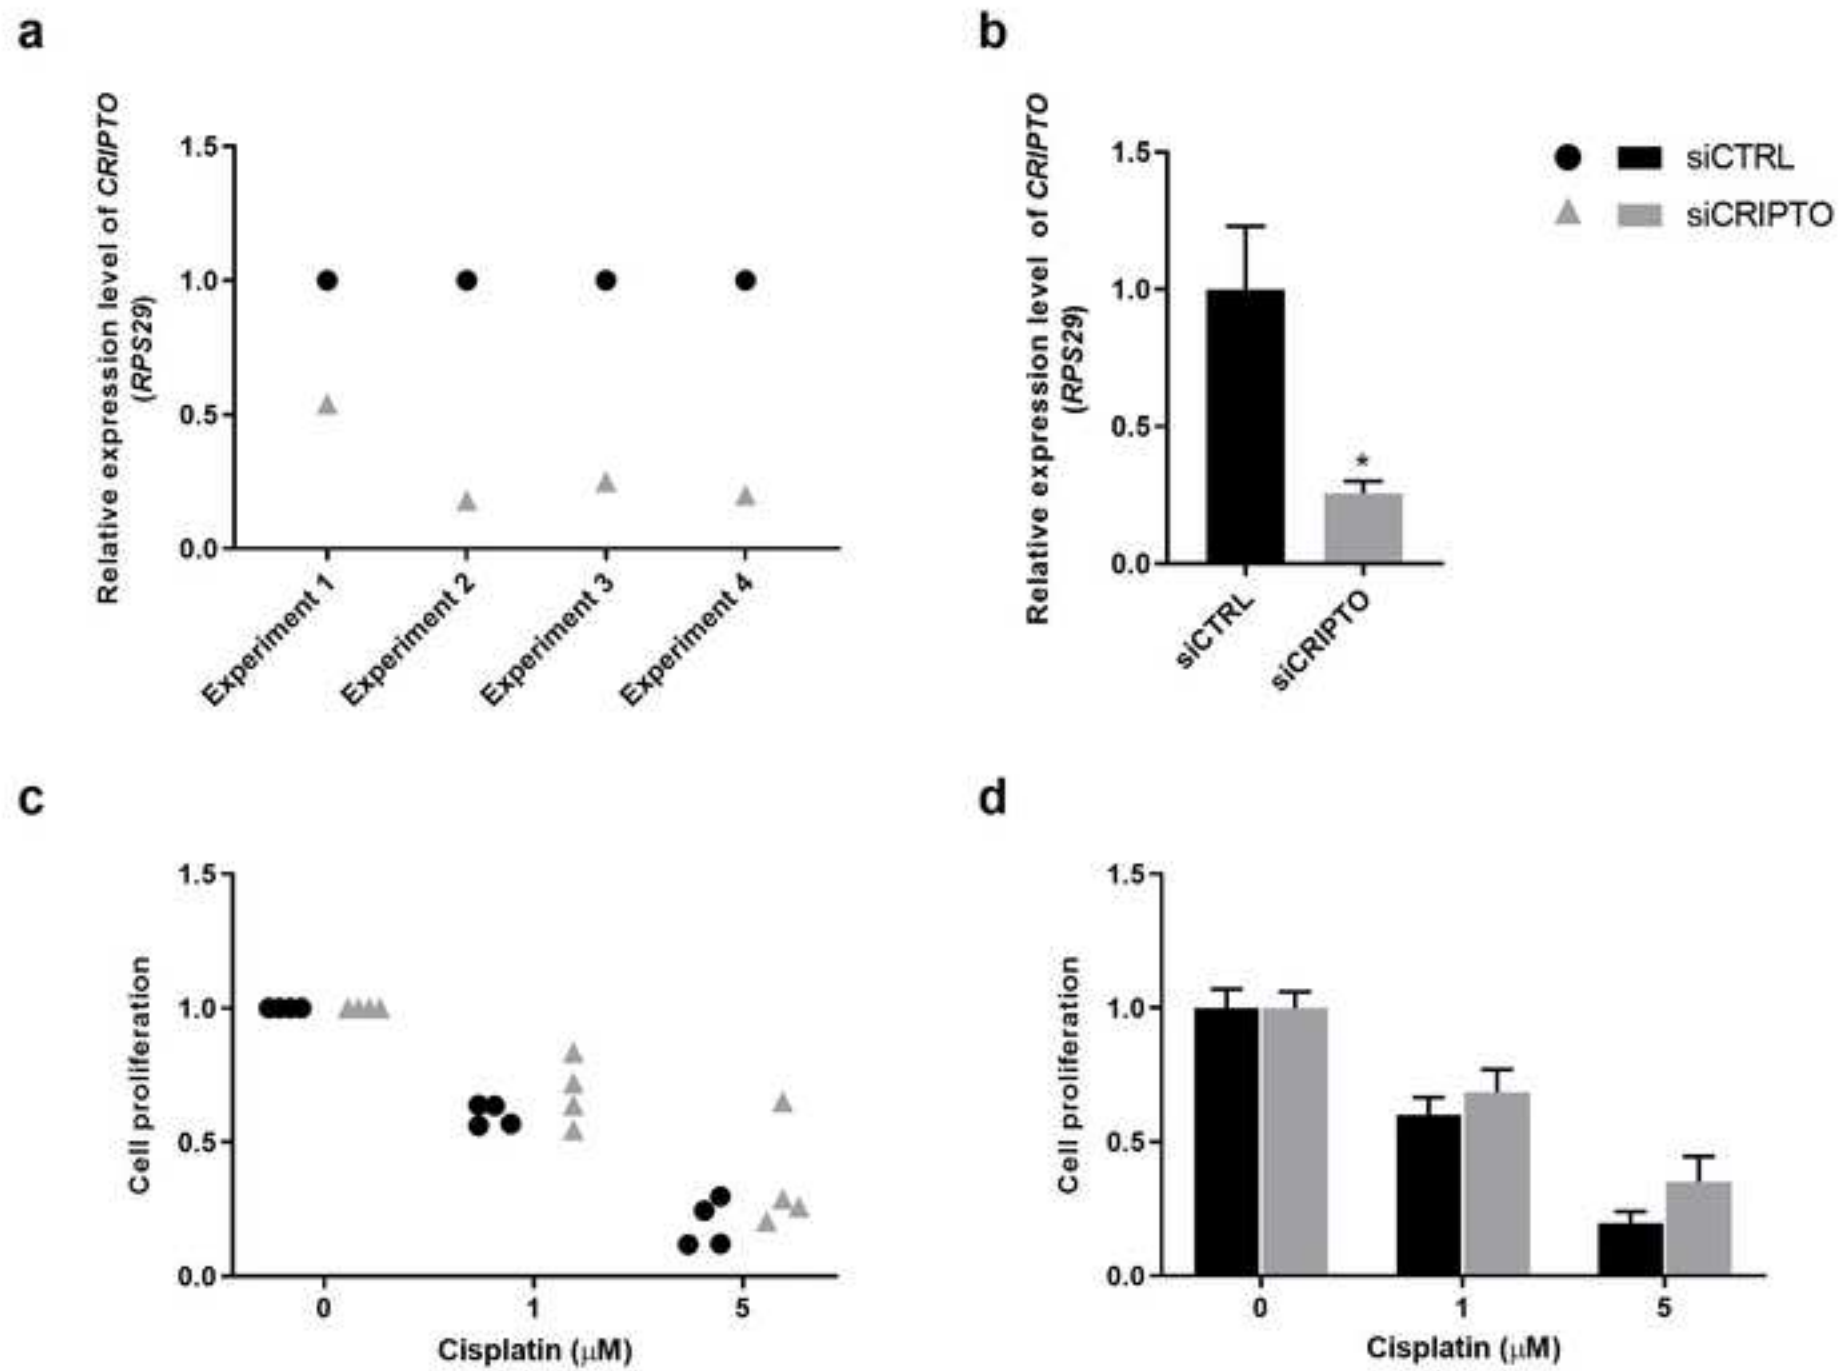 a
Relative expression level of CRIPTO
(RPS29)
1.5
1.0
0.5
0.0
Experiment 1
Experiment 2
Experiment 3
Experiment 4
b
Relative expression level of CRIPTO
(RPS29)
1.5
1.0
0.5
0.0
*
siCTRL
siCRIPTO
siCTRL
siCRIPTO
c
Cell proliferation
1.5
1.0
0.5
0.0
0 1 5
Cisplatin (μM)
d
Cell proliferation
1.5
1.0
0.5
0.0
0 1 5
Cisplatin (μM)